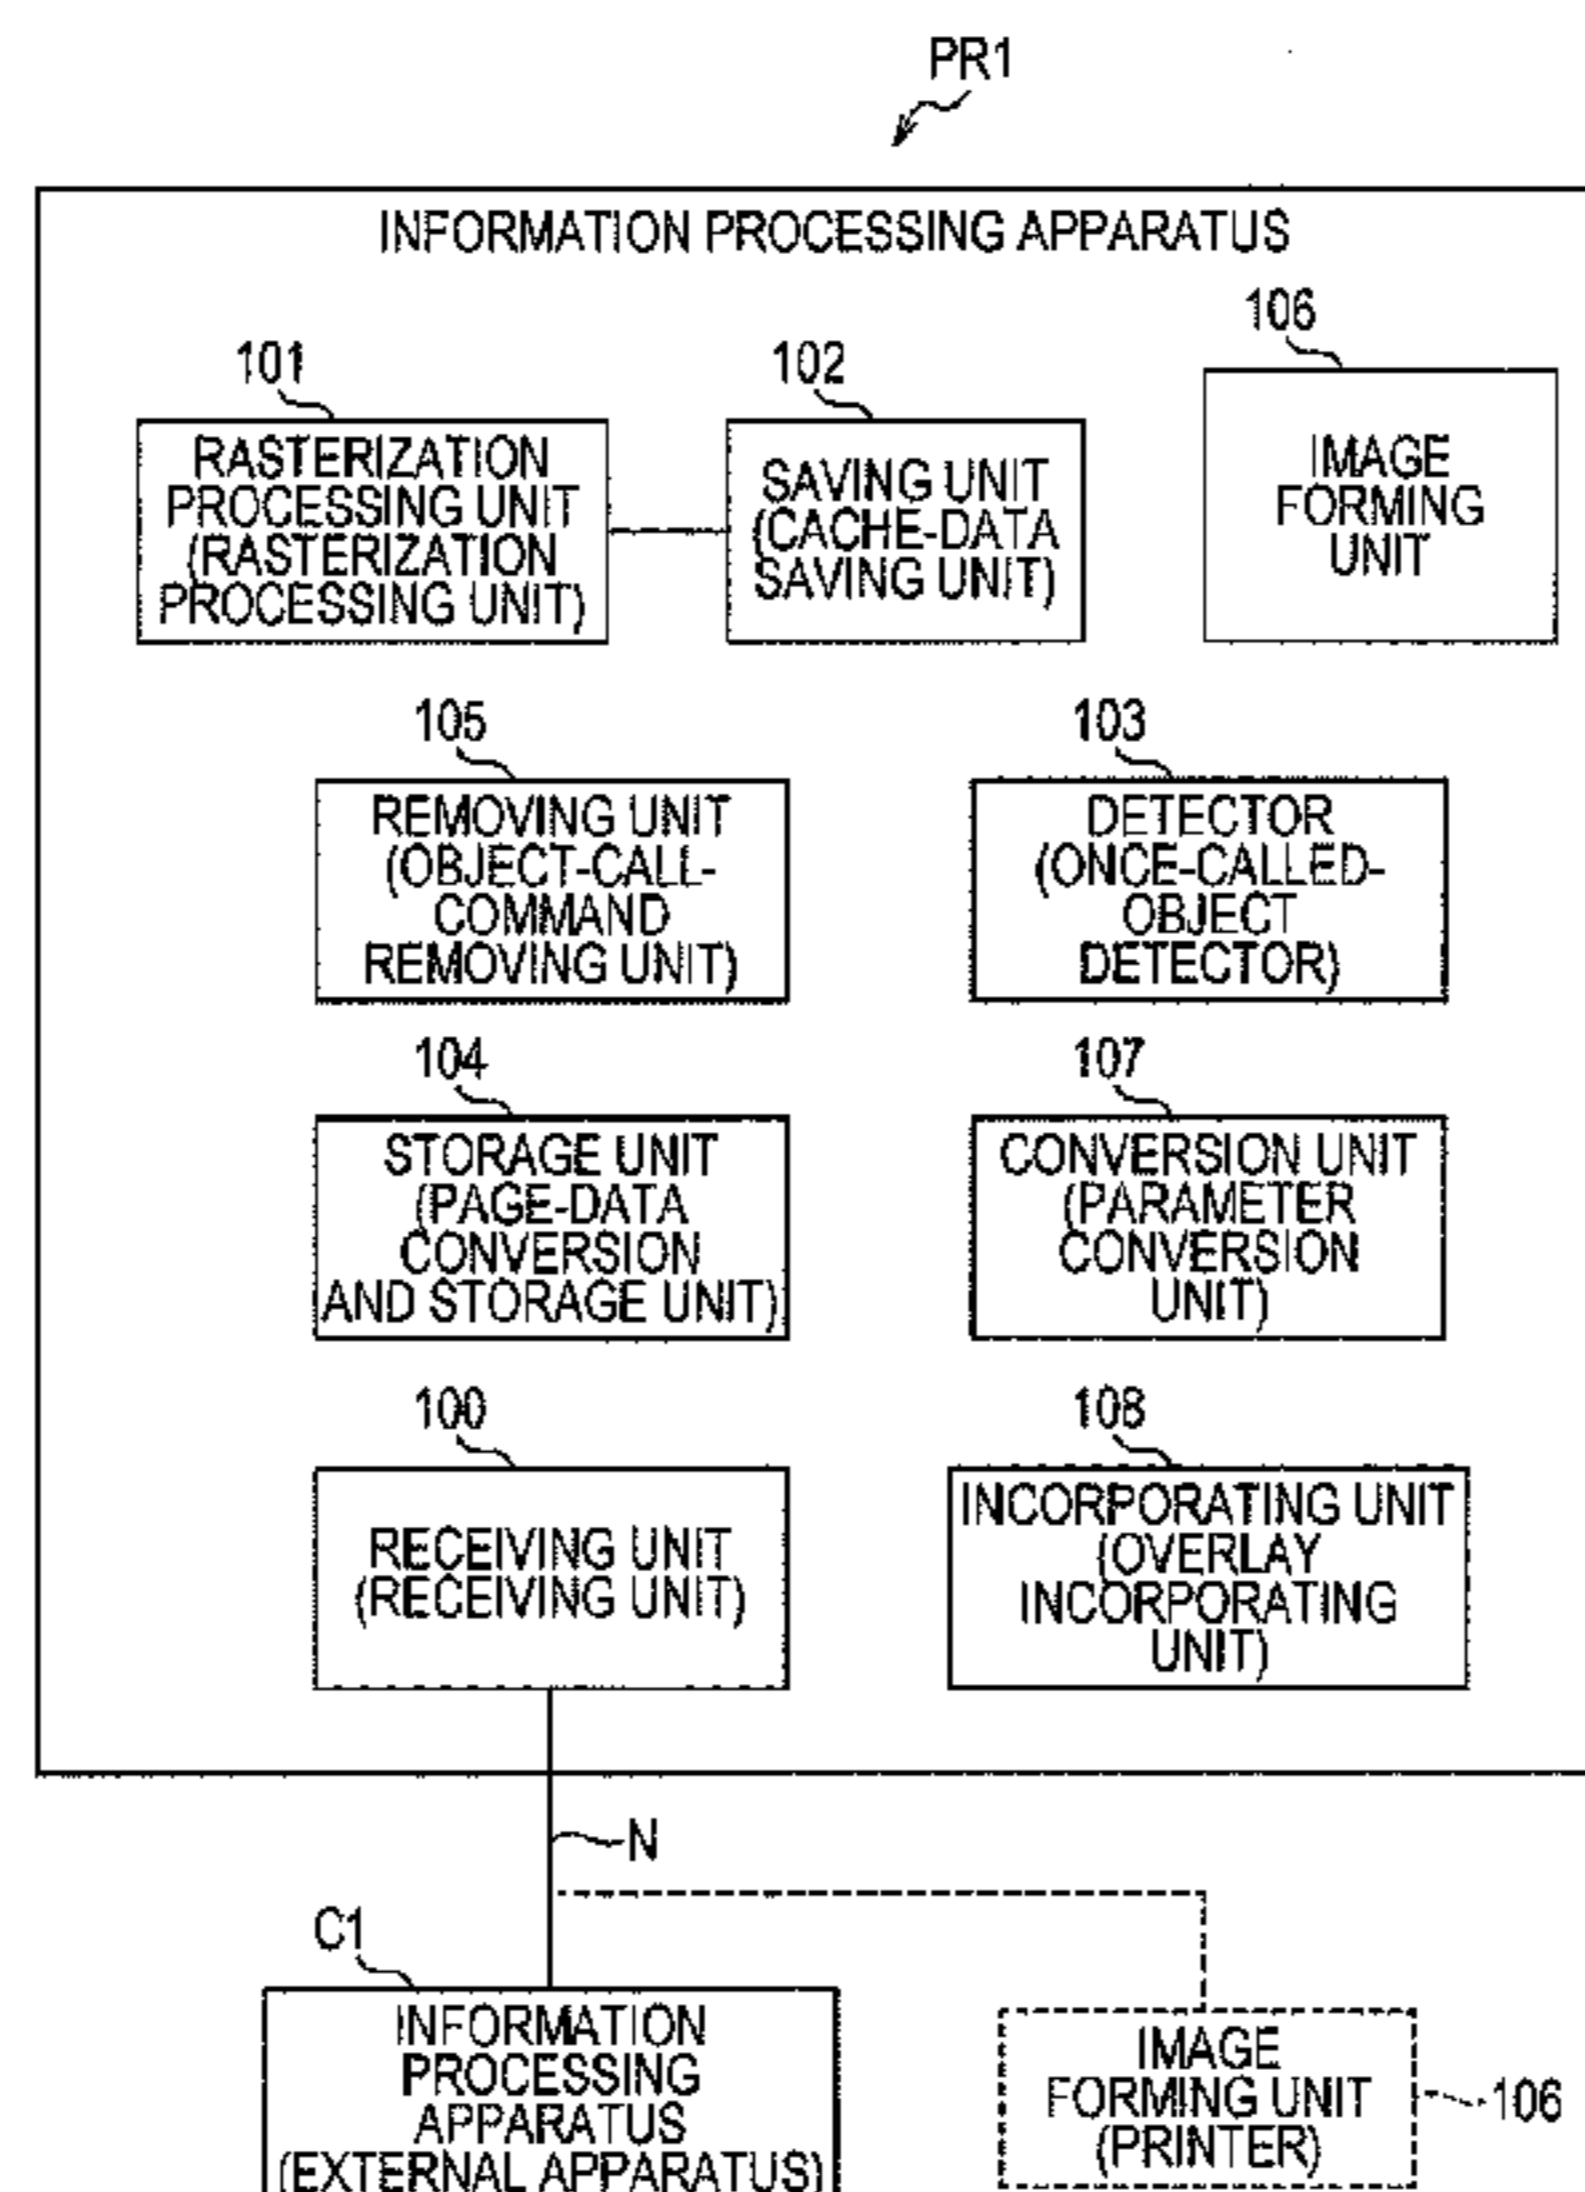 PR1
INFORMATION PROCESSING APPARATUS
101
RASTERIZATION
PROCESSING UNIT
(RASTERIZATION
PROCESSING UNIT)
102
SAVING UNIT
(CACHE-DATA
SAVING UNIT)
106
IMAGE
FORMING
UNIT
105
REMOVING UNIT
(OBJECT-CALL-
COMMAND
REMOVING UNIT)
103
DETECTOR
(ONCE-CALLED-
OBJECT
DETECTOR)
104
STORAGE UNIT
(PAGE-DATA
CONVERSION
AND STORAGE UNIT)
107
CONVERSION UNIT
(PARAMETER
CONVERSION
UNIT)
100
RECEIVING UNIT
(RECEIVING UNIT)
108
INCORPORATING UNIT
(OVERLAY
INCORPORATING
UNIT)
N
C1
INFORMATION
PROCESSING
APPARATUS
(EXTERNAL APPARATUS)
IMAGE
FORMING UNIT
(PRINTER)
106